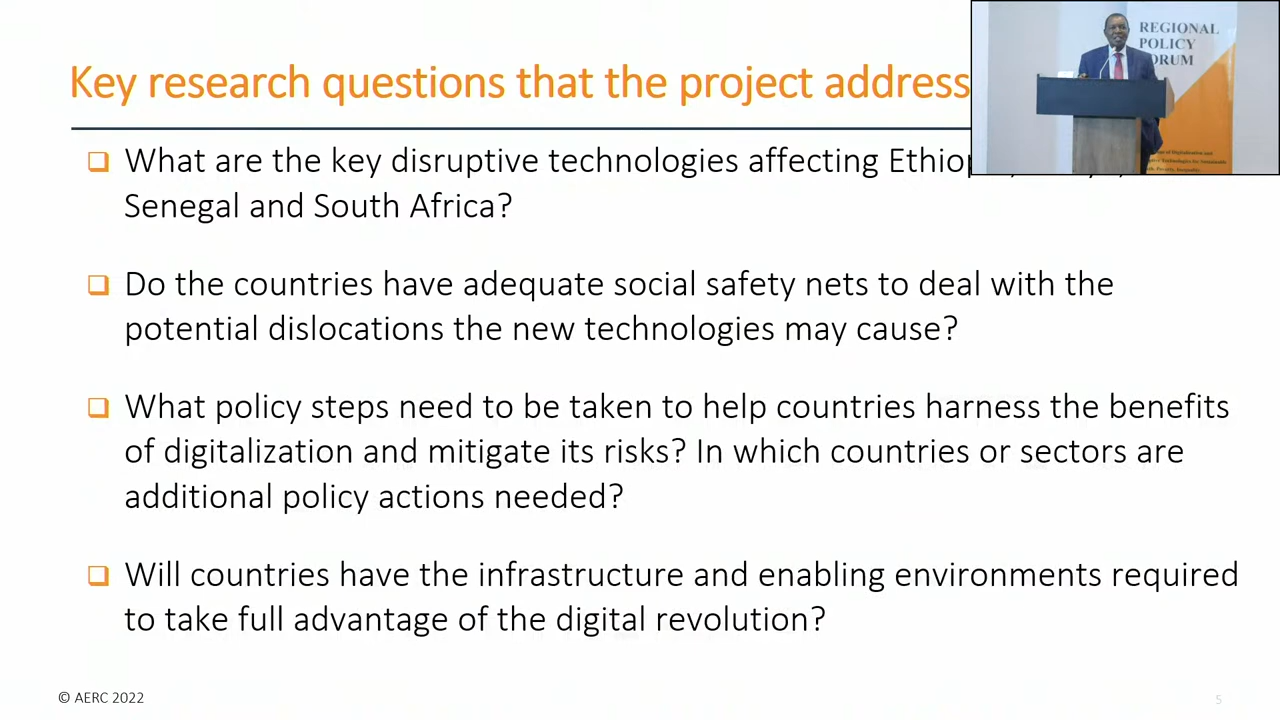 Key research questions that the project address
What are the key disruptive technologies affecting
Senegal and South Africa?
Do the countries have adequate social safety nets to deal with the
potential dislocations the new technologies may cause?
What policy steps need to be taken to help countries harness the benefits
of digitalization and mitigate its risks? In which countries or sectors are
additional policy actions needed?
Will countries have the infrastructure and enabling environments required
to take full advantage of the digital revolution?
© AERC 2022
5
REGIONAL
POLICY